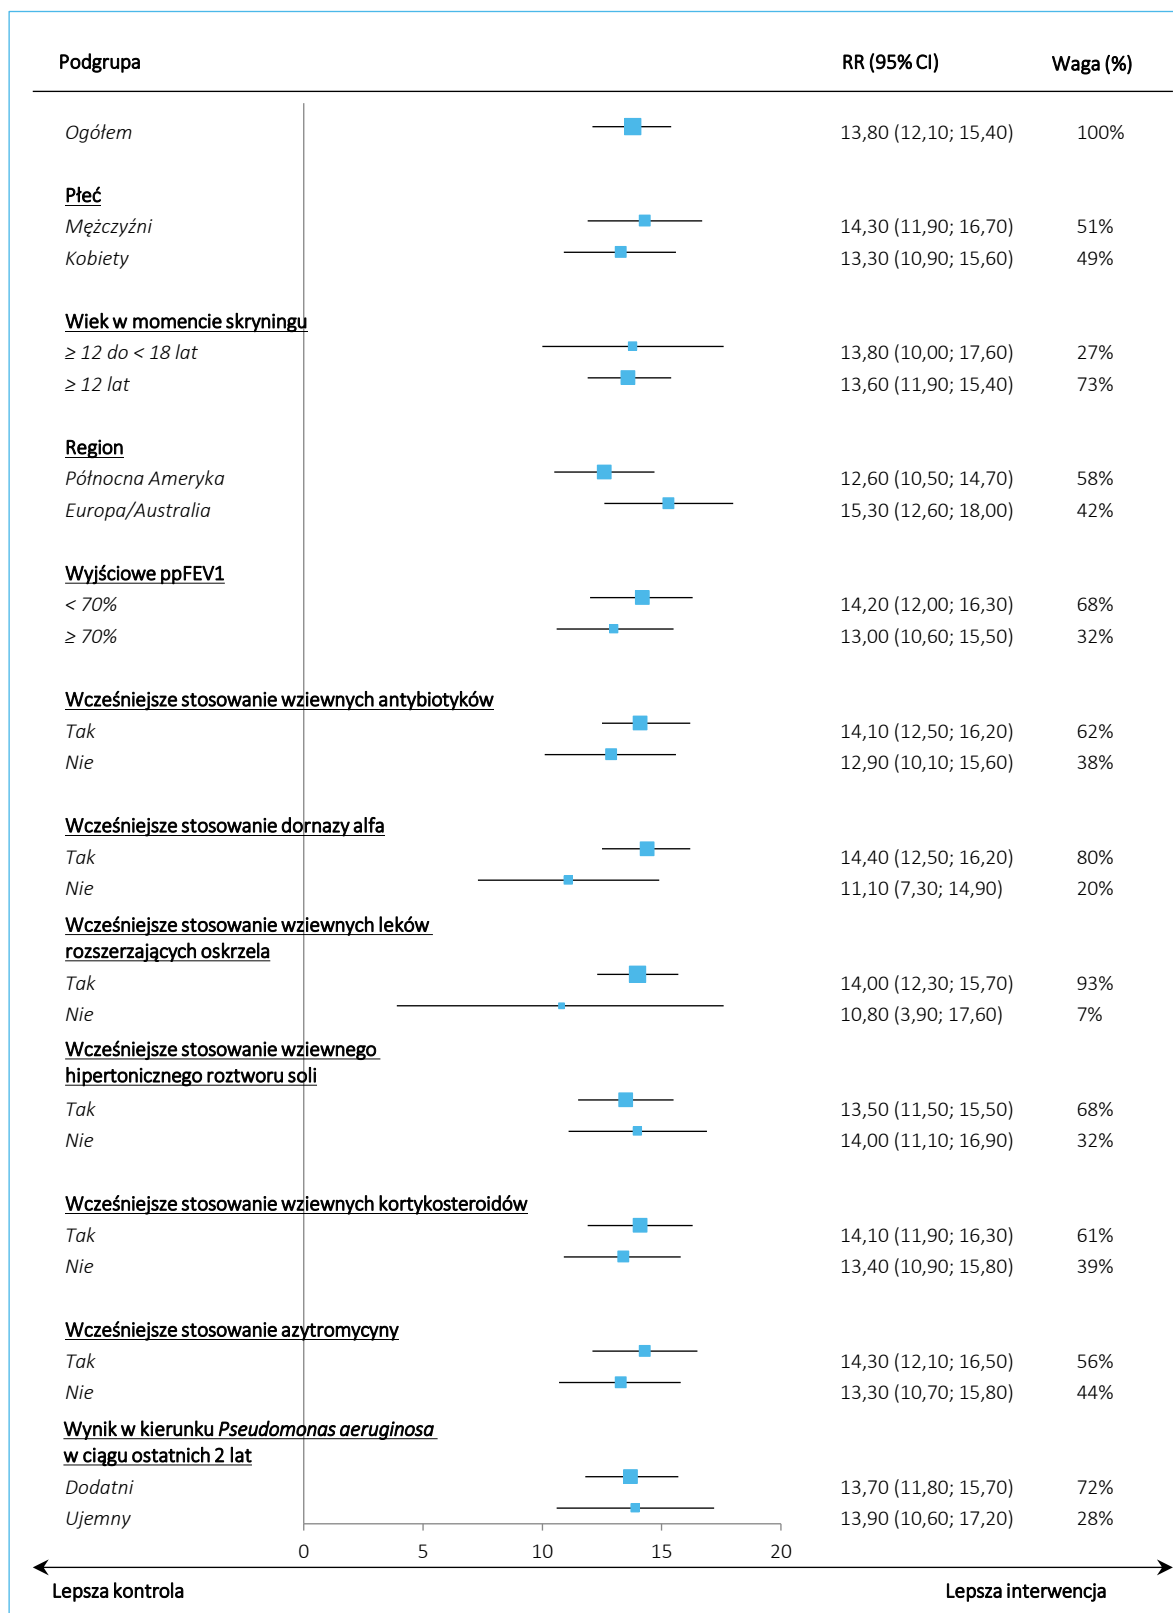 Podgrupa RR (95% CI) Waga (%)
Ogółem 13,80 (12,10; 15,40) 100%
Płeć
Mężczyźni 14,30 (11,90; 16,70) 51%
Kobiety 13,30 (10,90; 15,60) 49%
Wiek w momencie skryningu
≥ 12 do < 18 lat 13,80 (10,00; 17,60) 27%
≥ 12 lat 13,60 (11,90; 15,40) 73%
Region
Północna Ameryka 12,60 (10,50; 14,70) 58%
Europa/Australia 15,30 (12,60; 18,00) 42%
Wyjściowe ppFEV1
< 70% 14,20 (12,00; 16,30) 68%
≥ 70% 13,00 (10,60; 15,50) 32%
Wcześniejsze stosowanie wziewnych antybiotyków
Tak 14,10 (12,50; 16,20) 62%
Nie 12,90 (10,10; 15,60) 38%
Wcześniejsze stosowanie dornazy alfa
Tak 14,40 (12,50; 16,20) 80%
Nie 11,10 (7,30; 14,90) 20%
Wcześniejsze stosowanie wziewnych leków
rozszerzających oskrzela
Tak 14,00 (12,30; 15,70) 93%
Nie 10,80 (3,90; 17,60) 7%
Wcześniejsze stosowanie wziewnego
hipertonicznego roztworu soli
Tak 13,50 (11,50; 15,50) 68%
Nie 14,00 (11,10; 16,90) 32%
Wcześniejsze stosowanie wziewnych kortykosteroidów
Tak 14,10 (11,90; 16,30) 61%
Nie 13,40 (10,90; 15,80) 39%
Wcześniejsze stosowanie azytromycyny
Tak 14,30 (12,10; 16,50) 56%
Nie 13,30 (10,70; 15,80) 44%
Wynik w kierunku Pseudomonas aeruginosa
w ciągu ostatnich 2 lat
Dodatni 13,70 (11,80; 15,70) 72%
Ujemny 13,90 (10,60; 17,20) 28%
0 5 10 15 20
Lepsza kontrola Lepsza interwencja